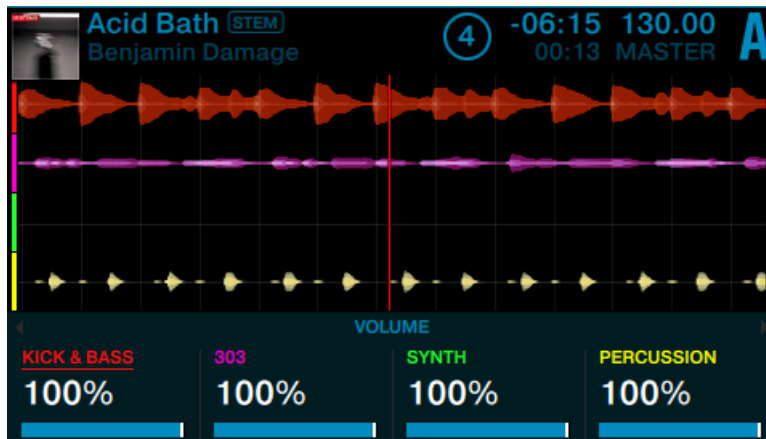 Acid Bath STEM
Benjamin Damage
4
-06:15 130.00
00:13 MASTER
A
VOLUME
KICK & BASS 303 SYNTH PERCUSSION
100% 100% 100% 100%